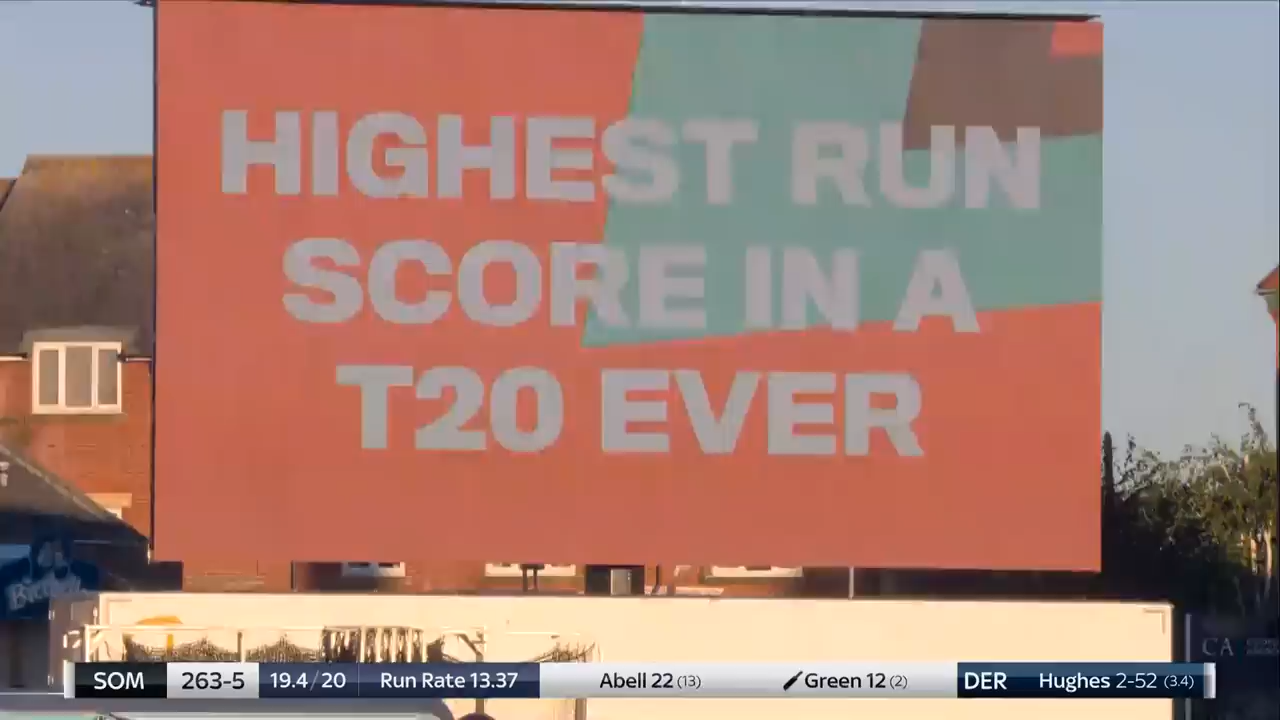 HIGHEST RUN
SCORE IN A
T20 EVER
CA
SOM 263-5 19.4/20 Run Rate 13.37 Abell 22 (13) Green 12 (2) DER Hughes 2-52 (3.4)